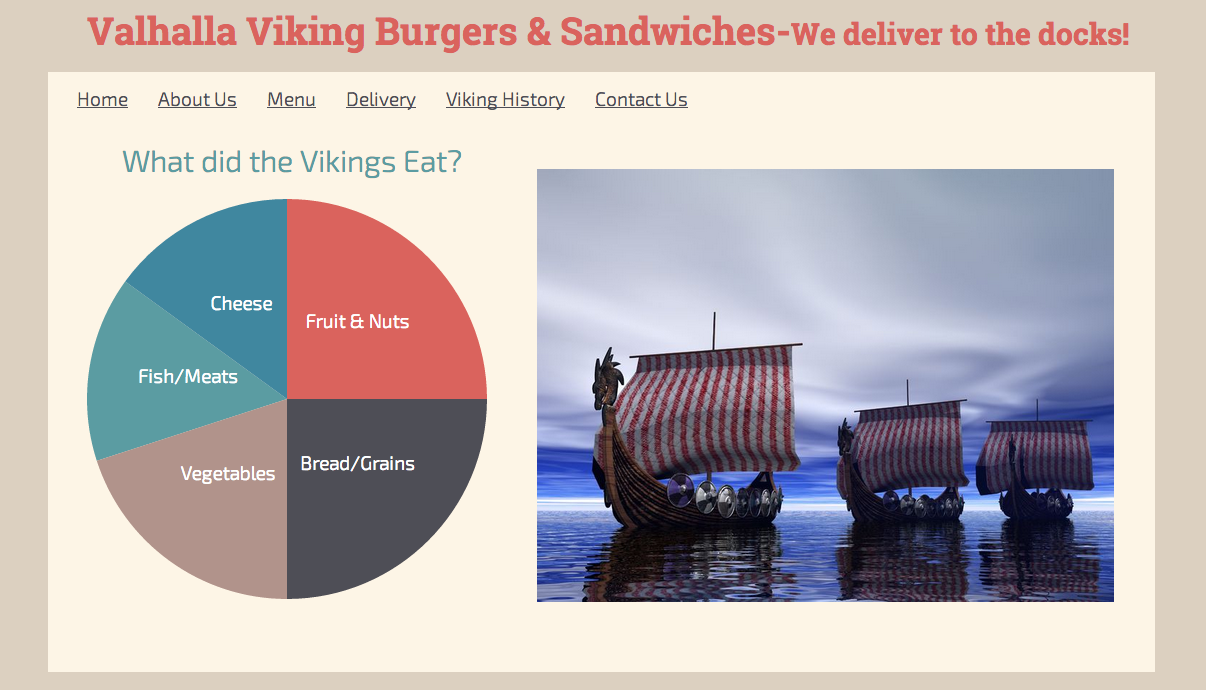 Valhalla Viking Burgers & Sandwiches-We deliver to the docks!
Home About Us Menu Delivery Viking History Contact Us
What did the Vikings Eat?
Cheese
Fruit & Nuts
Fish/Meats
Bread/Grains
Vegetables